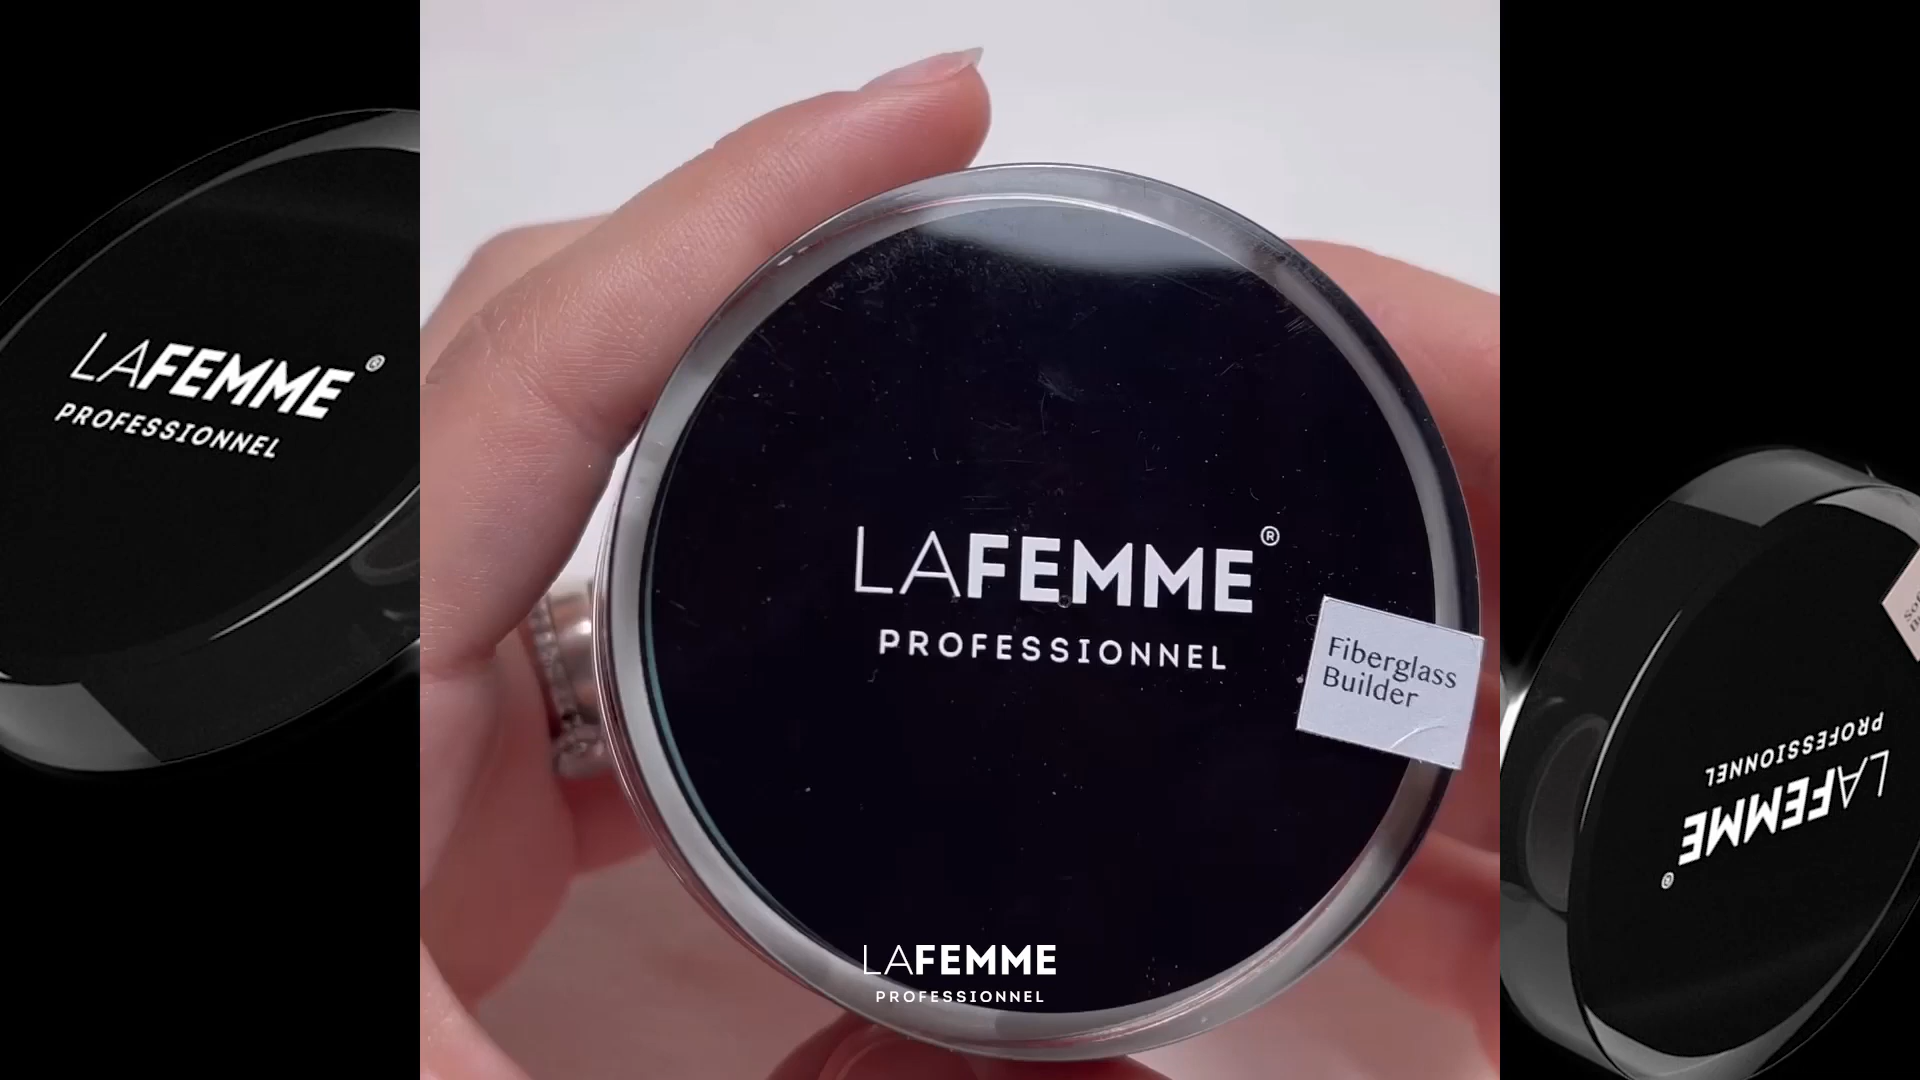 LAFEMME®
PROFESSIONNEL
LAFEMME®
PROFESSIONNEL
Fiberglass
Builder
LAFEMME
PROFESSIONNEL
LAFEMME®
PROFESSIONNEL